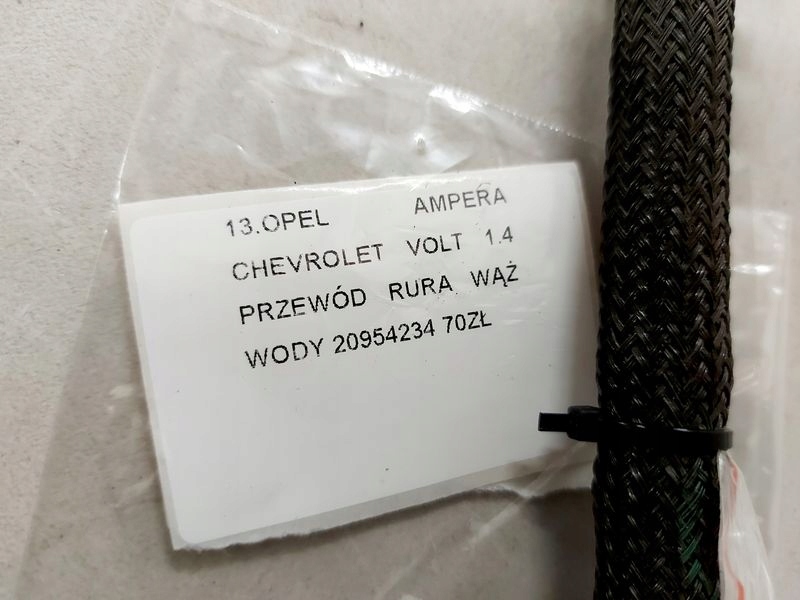 13.OPEL AMPERA
CHEVROLET VOLT 1.4
PRZEWÓD RURA WĄŻ
WODY 20954234 70ZŁ